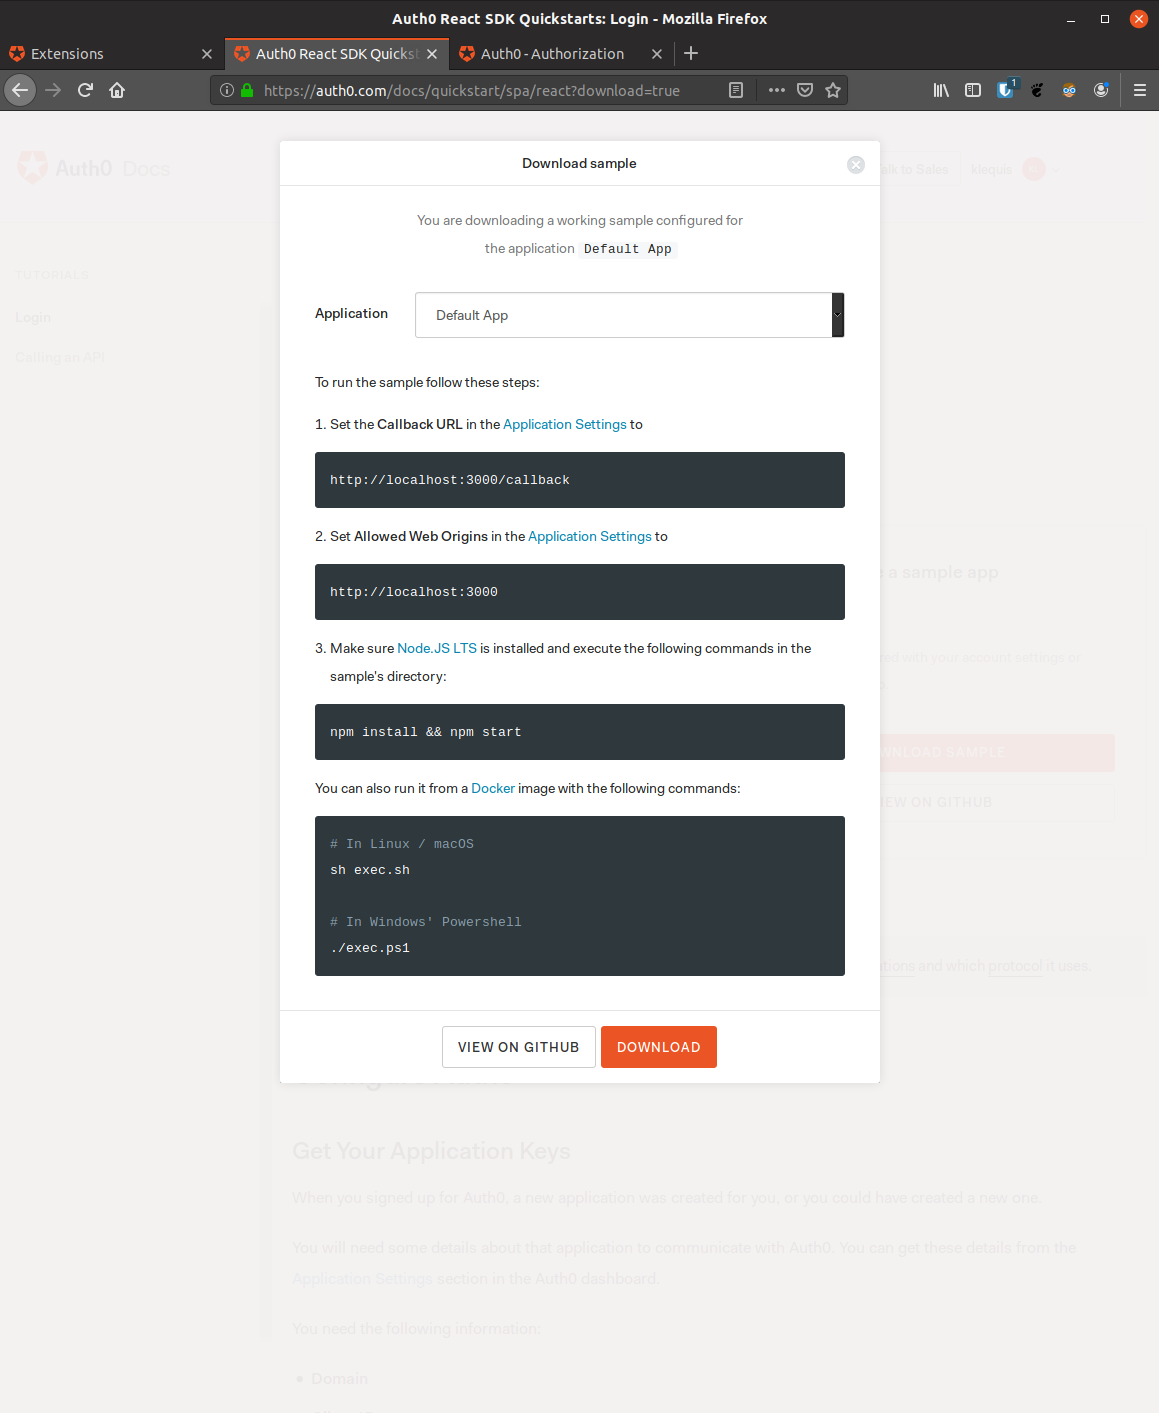 Auth0 React SDK Quickstarts: Login - Mozilla Firefox
Extensions
Auth0 React SDK Quickst
Auth0 - Authorization
https://auth0.com/docs/quickstart/spa/react?download=true
1
Auth0 Docs
Talk to Sales
klequis
Download sample
You are downloading a working sample configured for
the application Default App
TUTORIALS
Login
Calling an API
Application
Default App
To run the sample follow these steps:
1. Set the Callback URL in the Application Settings to
http://localhost:3000/callback
2. Set Allowed Web Origins in the Application Settings to
http://localhost:3000
a sample app
3. Make sure Node.JS LTS is installed and execute the following commands in the
sample's directory:
with your account settings
npm install && npm start
SAMPLE
You can also run it from a Docker image with the following commands:
ON GITHUB
# In Linux / macOS
sh exec.sh
# In Windows' Powershell
./exec.ps1
and which protocol it uses.
VIEW ON GITHUB
DOWNLOAD
Get Your Application Keys
When you signed up for Auth0, a new application was created for you, or you could have created a new one.
You will need some details about that application to communicate with Auth0. You can get these details from the
Application Settings section in the Auth0 dashboard.
You need the following information:
• Domain